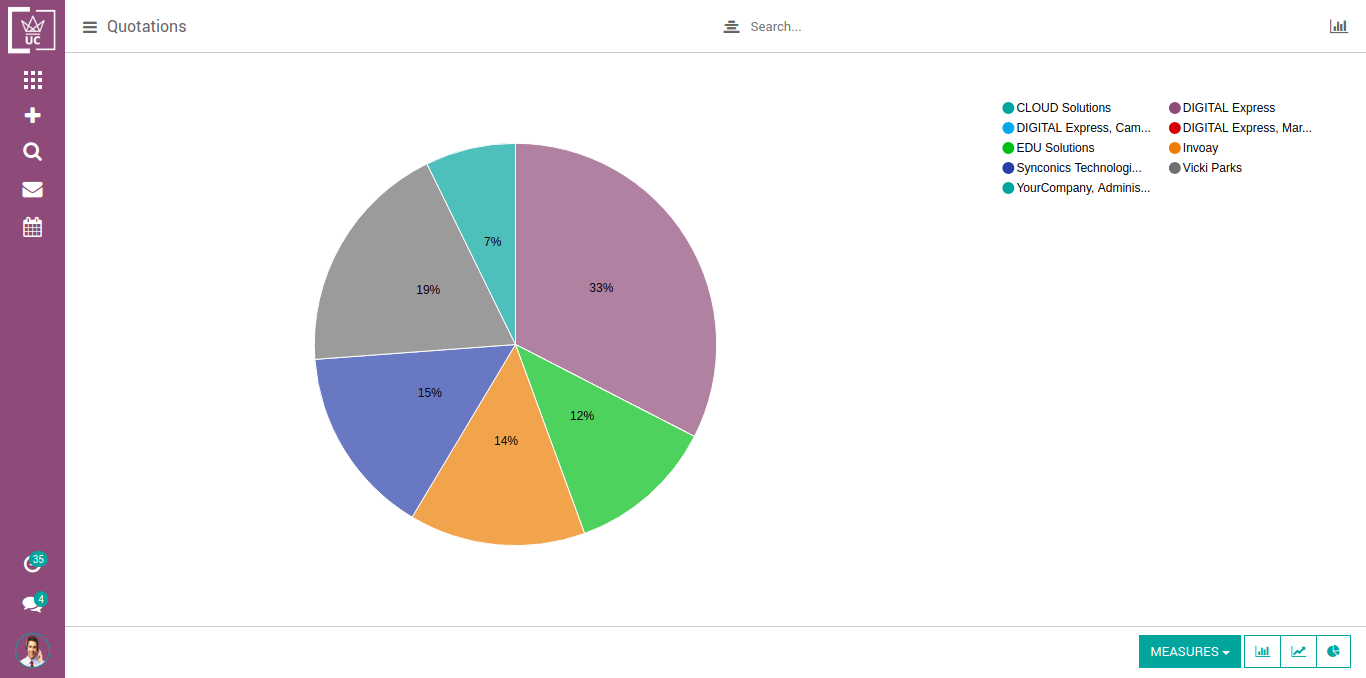 UC
Quotations
Search...
CLOUD Solutions
DIGITAL Express
DIGITAL Express, Cam...
DIGITAL Express, Mar...
EDU Solutions
Invoay
Synconics Technologi...
Vicki Parks
YourCompany, Adminis...
7%
33%
19%
15%
12%
14%
35
4
MEASURES